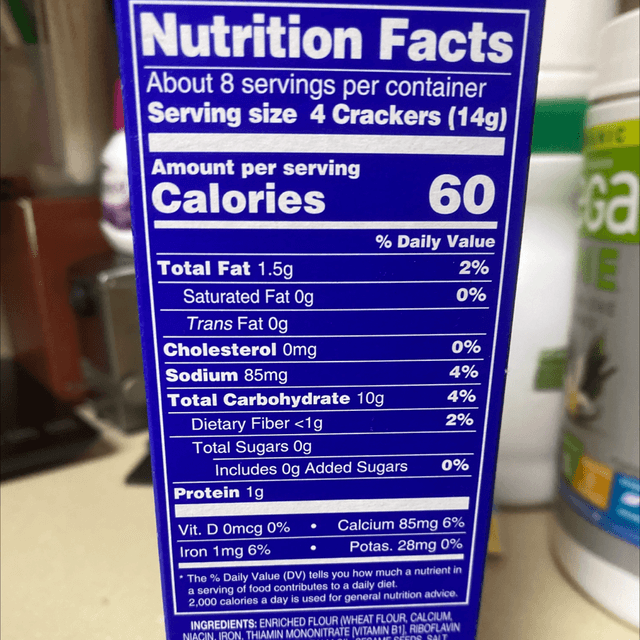 Nutrition Facts
About 8 servings per container
Serving size 4 Crackers (14g)
Amount per serving
Calories 60
% Daily Value
Total Fat 1.5g 2%
Saturated Fat 0g 0%
Trans Fat 0g
Cholesterol 0mg 0%
Sodium 85mg 4%
Total Carbohydrate 10g 4%
Dietary Fiber <1g 2%
Total Sugars 0g
Includes 0g Added Sugars 0%
Protein 1g
Vit. D 0mcg 0% • Calcium 85mg 6%
Iron 1mg 6% • Potas. 28mg 0%
* The % Daily Value (DV) tells you how much a nutrient in
a serving of food contributes to a daily diet.
2,000 calories a day is used for general nutrition advice.
INGREDIENTS: ENRICHED FLOUR (WHEAT FLOUR, CALCIUM,
NIACIN, IRON, THIAMIN MONONITRATE [VITAMIN B1], RIBOFLAVIN